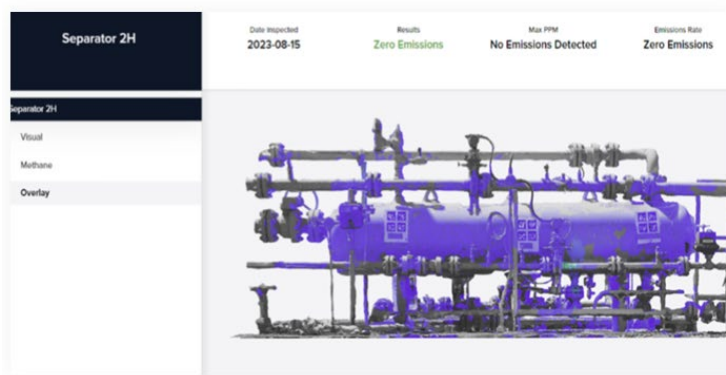 Separator 2H
Date Inspected
2023-08-15
Results
Zero Emissions
Max PPM
No Emissions Detected
Emissions Rate
Zero Emissions
Separator 2H
Visual
Methane
Overlay